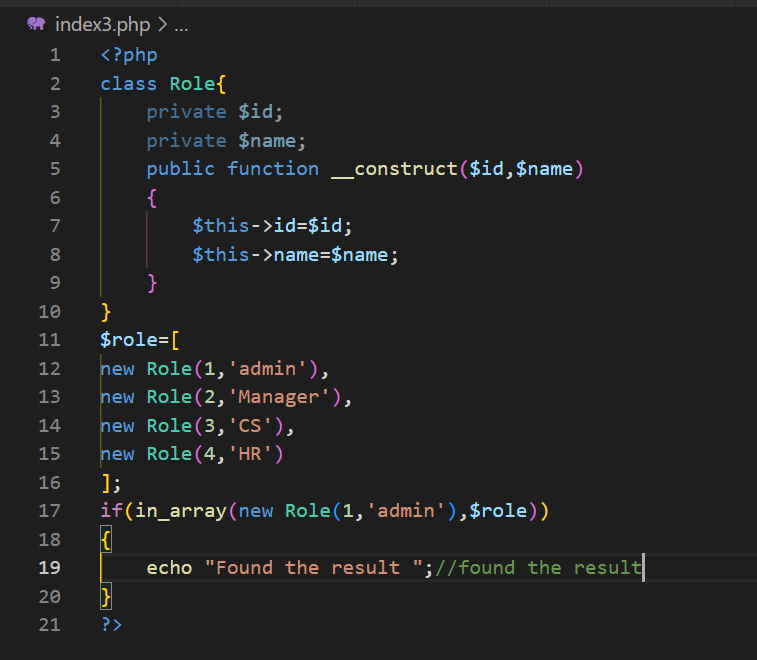 index3.php > ...
1 <?php
2 class Role{
3     private $id;
4     private $name;
5     public function __construct($id,$name)
6     {
7         $this->id=$id;
8         $this->name=$name;
9     }
10 }
11 $role=[
12 new Role(1,'admin'),
13 new Role(2,'Manager'),
14 new Role(3,'CS'),
15 new Role(4,'HR')
16 ];
17 if(in_array(new Role(1,'admin'),$role))
18 {
19     echo "Found the result ";//found the result
20 }
21 ?>